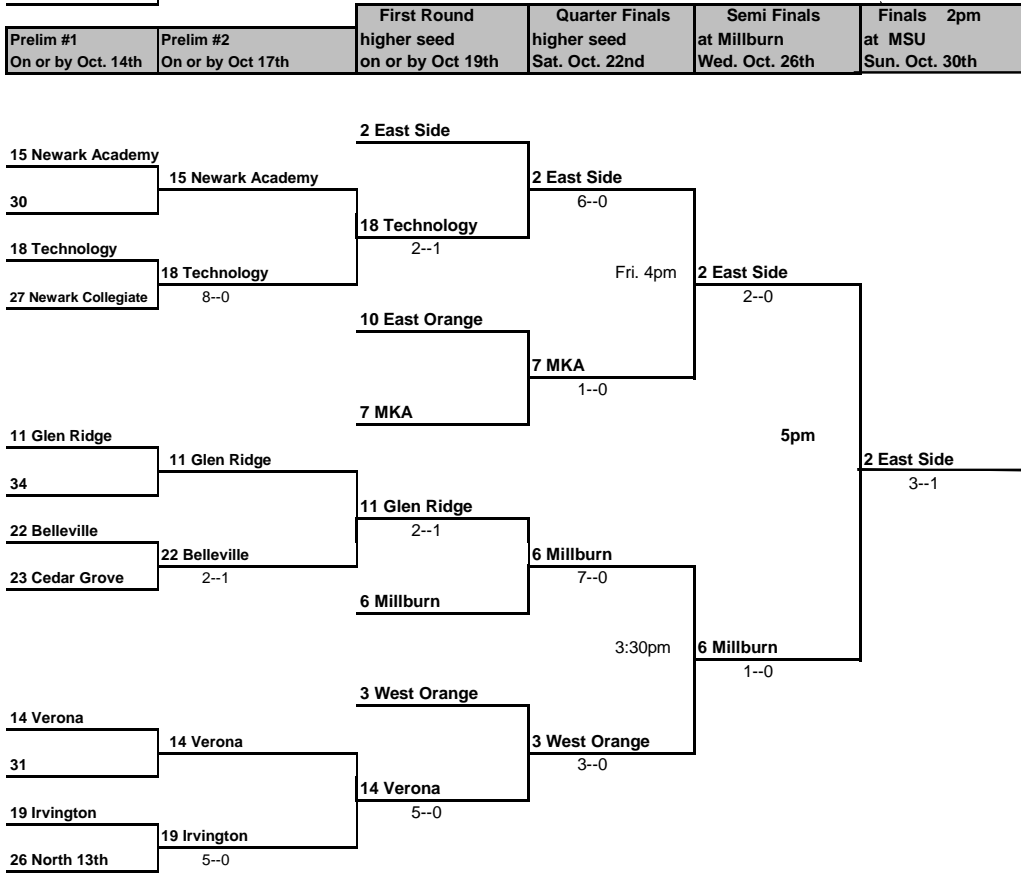 First Round Quarter Finals Semi Finals Finals 2pm
Prelim #1 Prelim #2 higher seed higher seed at Millburn at MSU
On or by Oct. 14th On or by Oct 17th on or by Oct 19th Sat. Oct. 22nd Wed. Oct. 26th Sun. Oct. 30th
2 East Side
15 Newark Academy
15 Newark Academy 2 East Side
30 6--0
18 Technology
18 Technology 2--1
18 Technology Fri. 4pm 2 East Side
27 Newark Collegiate 8--0 2--0
10 East Orange
7 MKA
1--0
7 MKA
11 Glen Ridge 5pm
11 Glen Ridge 2 East Side
34 3--1
11 Glen Ridge
22 Belleville 2--1
22 Belleville 6 Millburn
23 Cedar Grove 2--1 7--0
6 Millburn
3:30pm 6 Millburn
1--0
3 West Orange
14 Verona
14 Verona 3 West Orange
31 3--0
14 Verona
19 Irvington 5--0
19 Irvington
26 North 13th 5--0